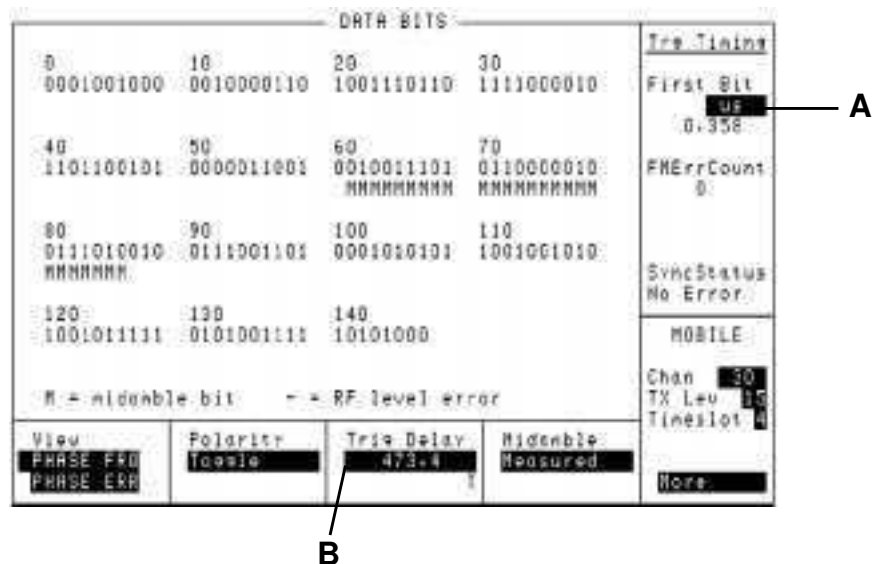 DATA BITS
0 10 20 30
0001001000 0010000110 1001110110 1111000010
40 50 60 70
1101100101 0000011001 0010011101 0110000010
MMMMMMMMM MMMMMMMMMM
80 90 100 110
0111010010 0111001101 0001010101 1001001010
MMMMMMM
120 130 140
1001011111 0101001111 10101000
M = midamble bit - = RF level error
Trg Timing
First Bit
us
0.358
FMErrCount
0
SyncStatus
No Error
MOBILE
Chan 30
TX Lev 15
Timeslot 4
More
View
PHASE FRQ
PHASE ERR
Polarity
Toggle
Trig Delay
473.4
T
Midamble
Measured
A
B